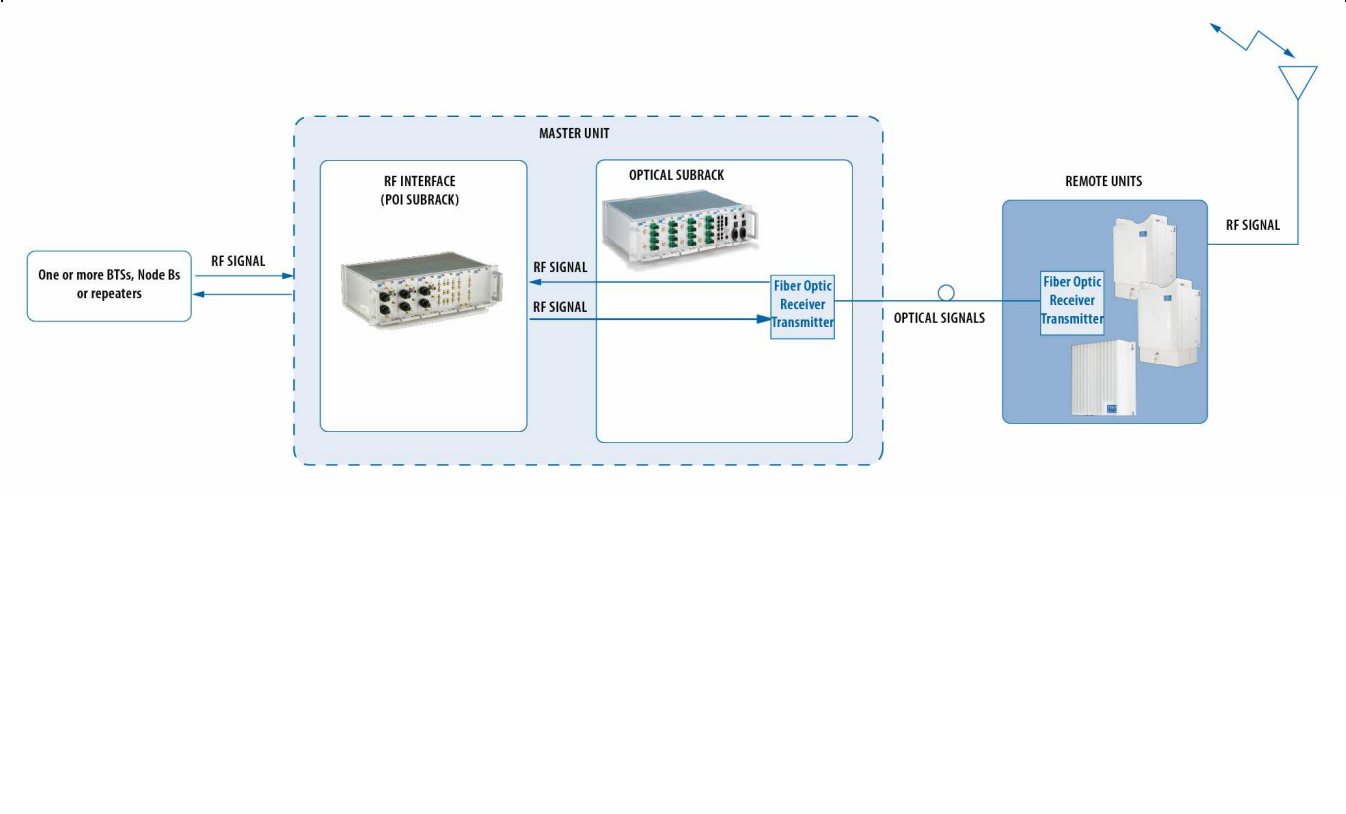 MASTER UNIT
RF INTERFACE
(POI SUBRACK)
OPTICAL SUBRACK
REMOTE UNITS
RF SIGNAL
One or more BTSs, Node Bs
or repeaters
RF SIGNAL
RF SIGNAL
RF SIGNAL
Fiber Optic
Receiver
Transmitter
OPTICAL SIGNALS
Fiber Optic
Receiver
Transmitter